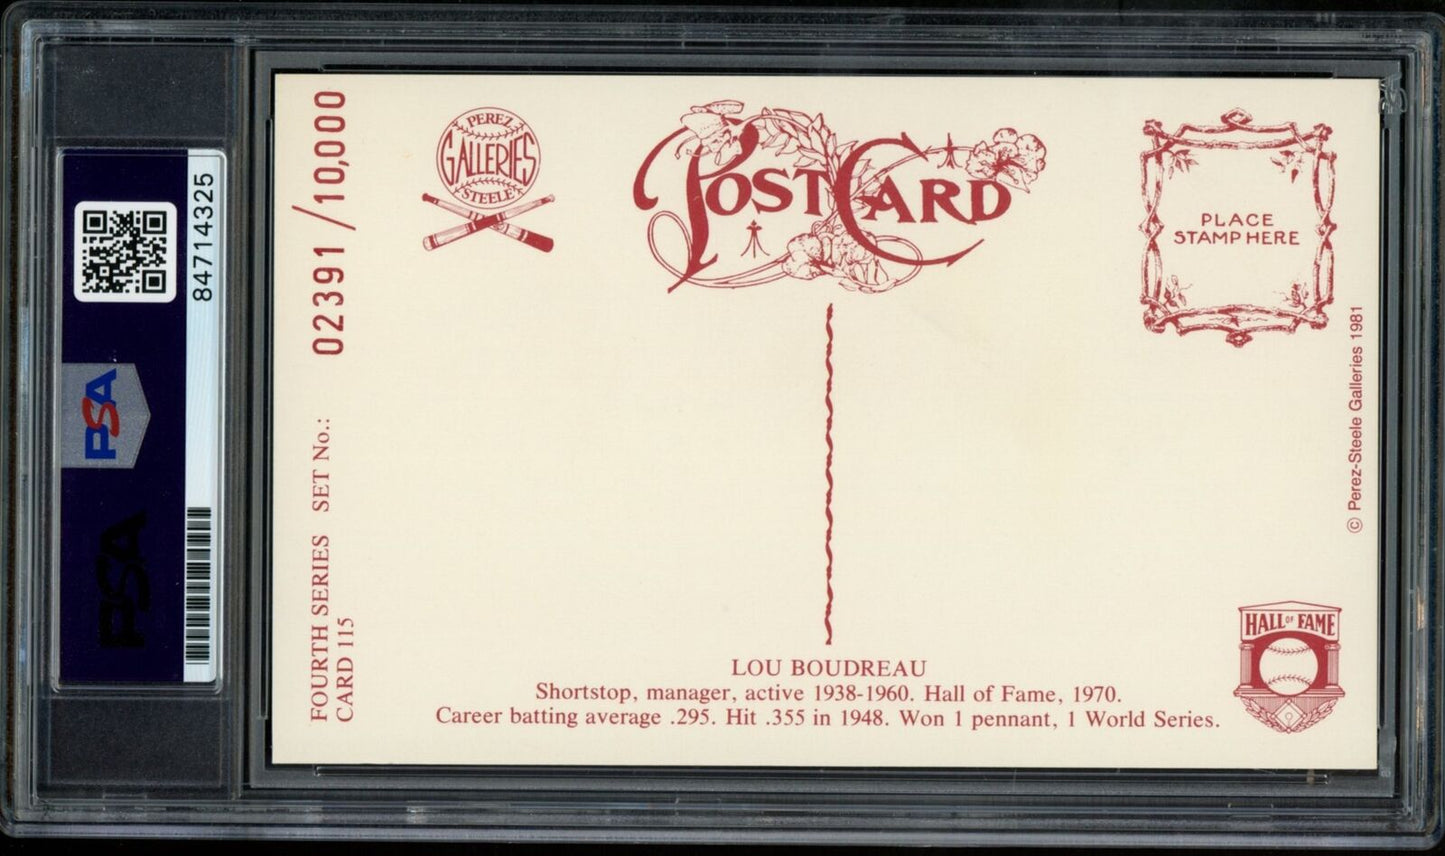 84714325
PSA
PSA
02391 / 10,000
FOURTH SERIES SET No.:
CARD 115
PEREZ
GALLERIES
STEELE
POSTCARD
PLACE
STAMP HERE
© Perez-Steele Galleries 1981
HALL OF FAME
LOU BOUDREAU
Shortstop, manager, active 1938-1960. Hall of Fame, 1970.
Career batting average .295. Hit .355 in 1948. Won 1 pennant, 1 World Series.